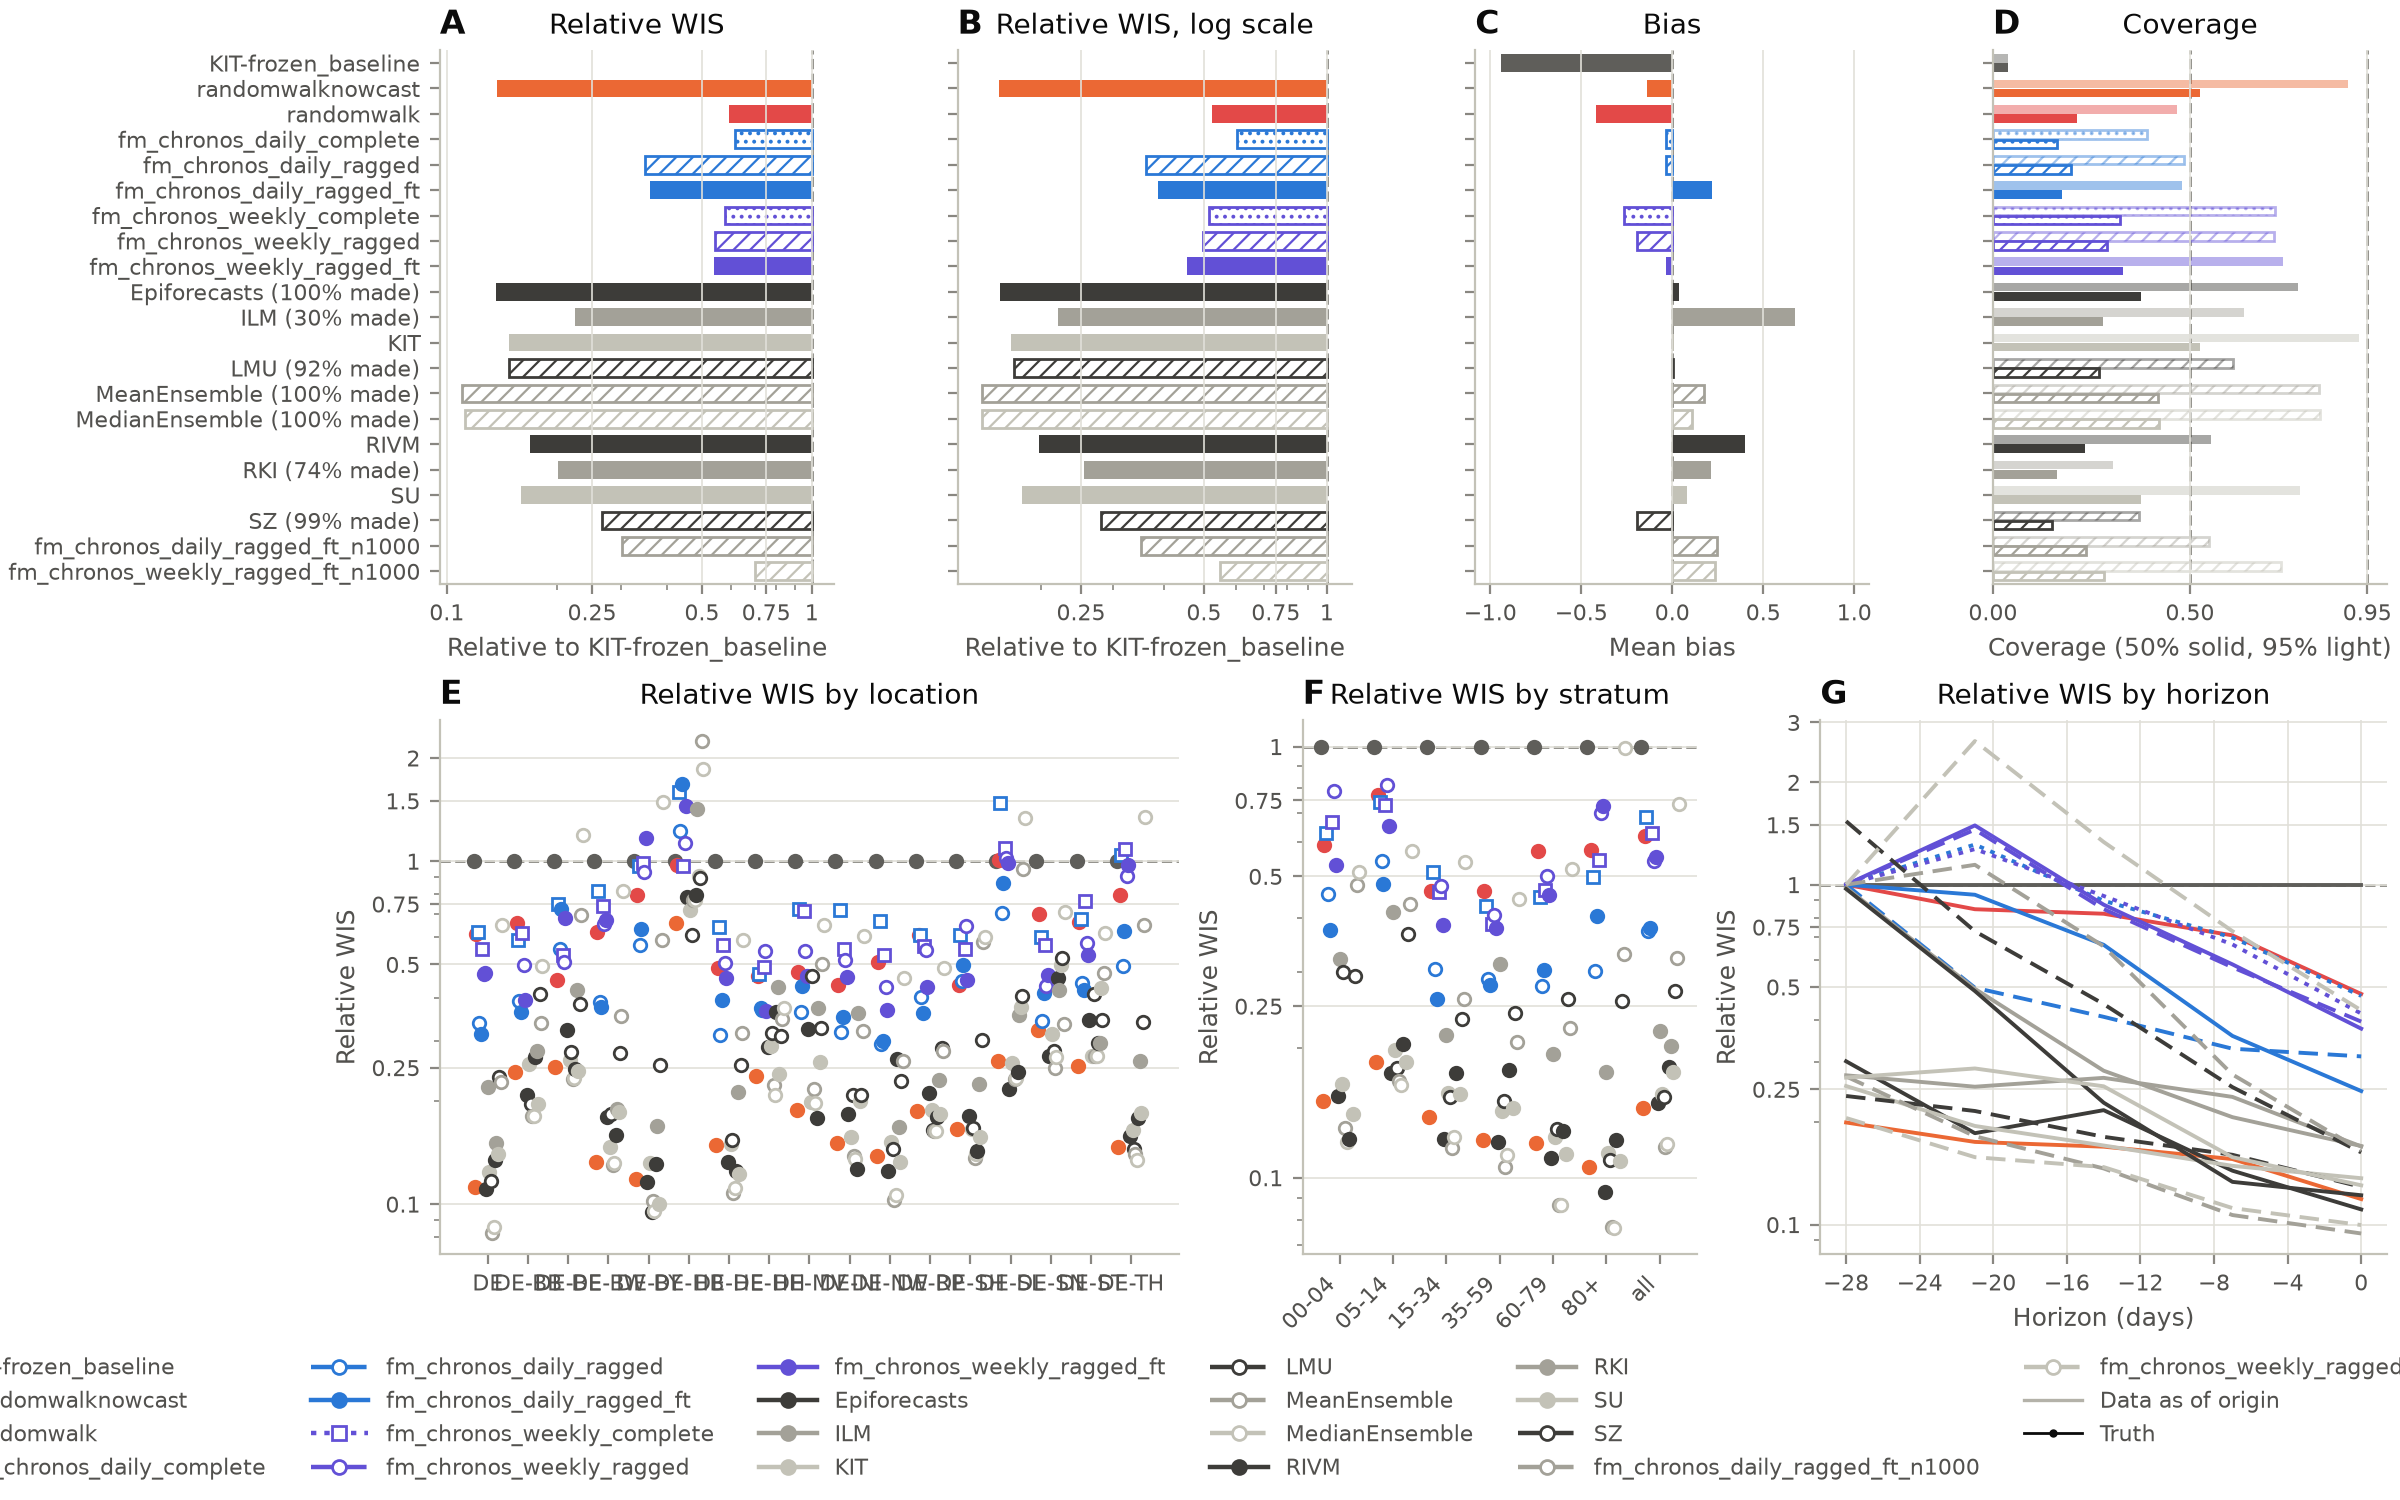 A Relative WIS
B Relative WIS, log scale
C Bias
D Coverage
KIT-frozen_baseline
randomwalknowcast
randomwalk
fm_chronos_daily_complete
fm_chronos_daily_ragged
fm_chronos_daily_ragged_ft
fm_chronos_weekly_complete
fm_chronos_weekly_ragged
fm_chronos_weekly_ragged_ft
Epiforecasts (100% made)
ILM (30% made)
KIT
LMU (92% made)
MeanEnsemble (100% made)
MedianEnsemble (100% made)
RIVM
RKI (74% made)
SU
SZ (99% made)
fm_chronos_daily_ragged_ft_n1000
fm_chronos_weekly_ragged_ft_n1000
0.1 0.25 0.5 0.75 1
0.25 0.5 0.75 1
−1.0 −0.5 0.0 0.5 1.0
0.00 0.50 0.95
Relative to KIT-frozen_baseline
Relative to KIT-frozen_baseline
Mean bias
Coverage (50% solid, 95% light)
E Relative WIS by location
F Relative WIS by stratum
G Relative WIS by horizon
Relative WIS
2
1.5
1
0.75
0.5
0.25
0.1
Relative WIS
1
0.75
0.5
0.25
0.1
00-04
05-14
15-34
35-59
60-79
80+
all
Relative WIS
3
2
1.5
1
0.75
0.5
0.25
0.1
−28 −24 −20 −16 −12 −8 −4 0
Horizon (days)
-frozen_baseline
domwalknowcast
domwalk
_chronos_daily_complete
fm_chronos_daily_ragged
fm_chronos_daily_ragged_ft
fm_chronos_weekly_complete
fm_chronos_weekly_ragged
fm_chronos_weekly_ragged_ft
Epiforecasts
ILM
KIT
LMU
MeanEnsemble
MedianEnsemble
RIVM
RKI
SU
SZ
fm_chronos_daily_ragged_ft_n1000
fm_chronos_weekly_ragged
Data as of origin
Truth